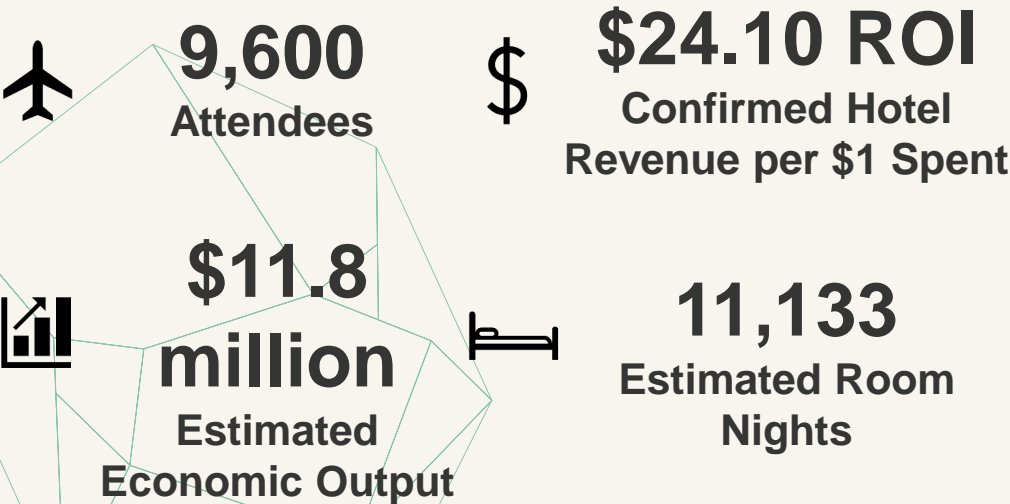 9,600
Attendees
$24.10 ROI
Confirmed Hotel
Revenue per $1 Spent
$11.8
million
Estimated
Economic Output
11,133
Estimated Room
Nights